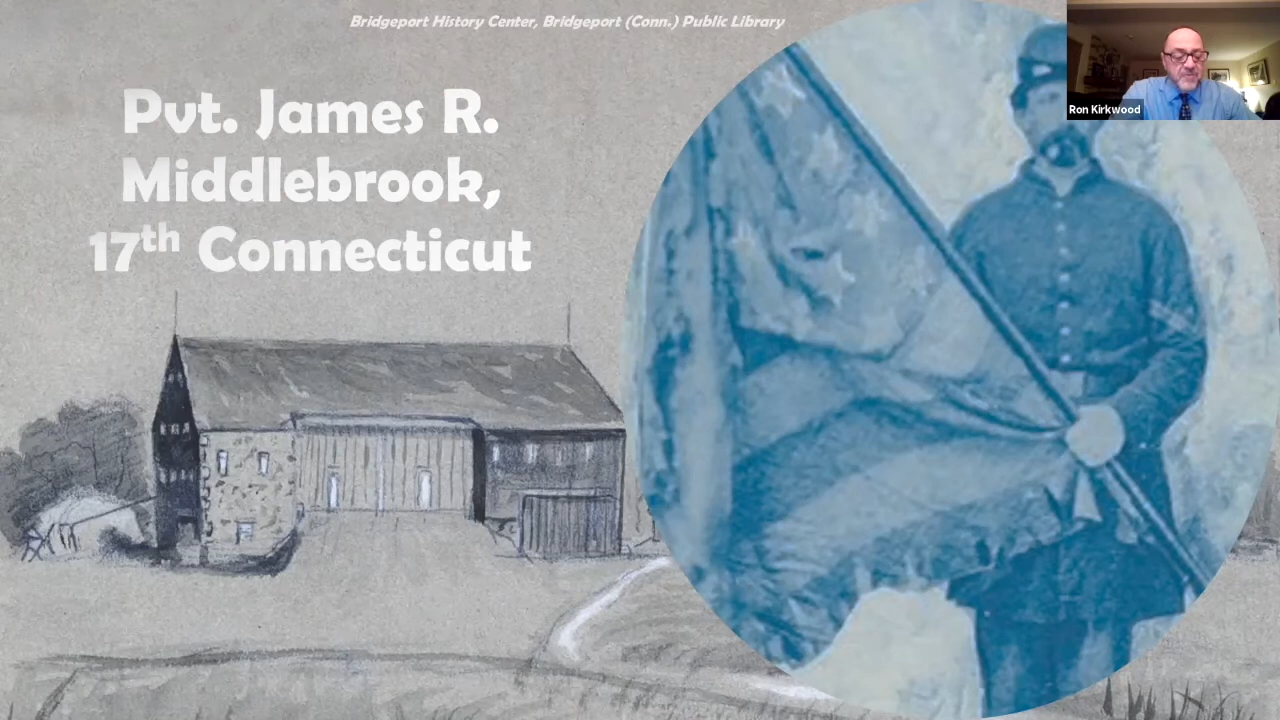 Bridgeport History Center, Bridgeport (Conn.) Public Library
Pvt. James R.
Middlebrook,
17th Connecticut
Ron Kirkwood